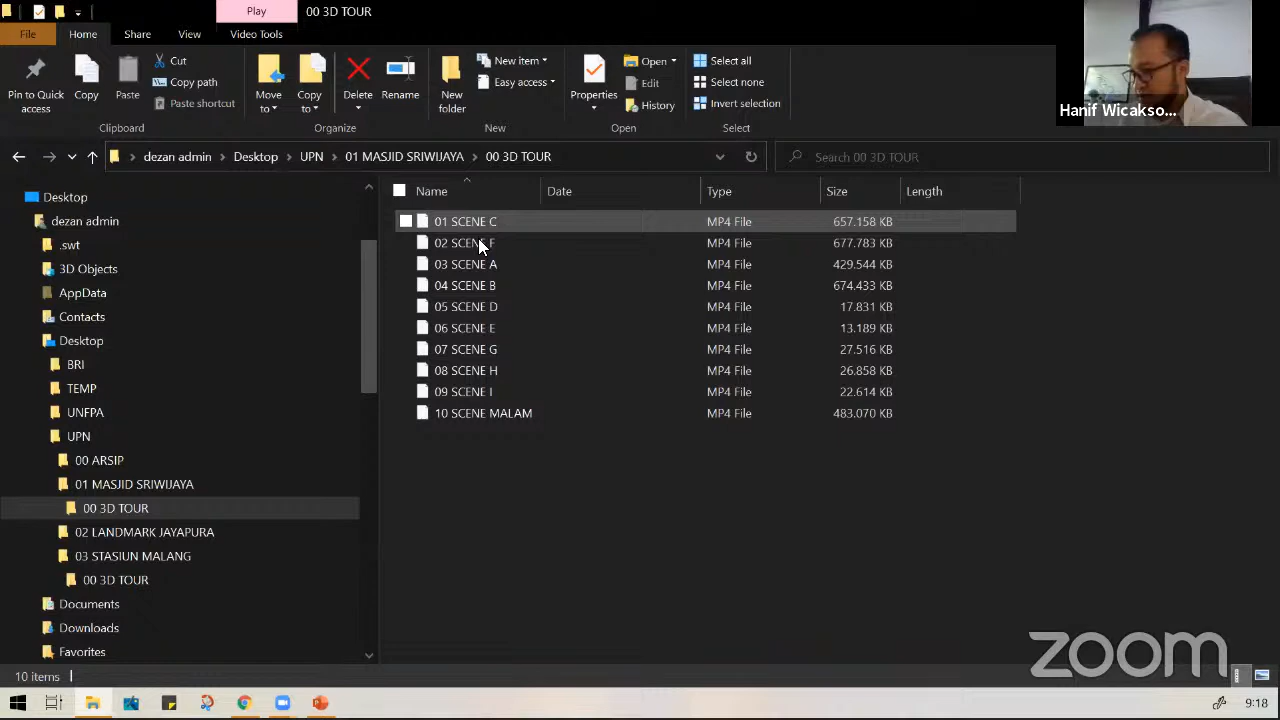 Play
00 3D TOUR
File
Home
Share
View
Video Tools
Pin to Quick access
Copy
Paste
Cut
Copy path
Paste shortcut
Clipboard
Move to
Copy to
Delete
Rename
Organize
New folder
New item
Easy access
New
Properties
Open
Edit
History
Open
Select all
Select none
Invert selection
Select
Hanif Wicakso...
dezan admin
Desktop
UPN
01 MASJID SRIWIJAYA
00 3D TOUR
Search 00 3D TOUR
Desktop
dezan admin
.swt
3D Objects
AppData
Contacts
Desktop
BRI
TEMP
UNFPA
UPN
00 ARSIP
01 MASJID SRIWIJAYA
00 3D TOUR
02 LANDMARK JAYAPURA
03 STASIUN MALANG
00 3D TOUR
Documents
Downloads
Favorites
Name Date Type Size Length
01 SCENE C MP4 File 657.158 KB
02 SCENE F MP4 File 677.783 KB
03 SCENE A MP4 File 429.544 KB
04 SCENE B MP4 File 674.433 KB
05 SCENE D MP4 File 17.831 KB
06 SCENE E MP4 File 13.189 KB
07 SCENE G MP4 File 27.516 KB
08 SCENE H MP4 File 26.858 KB
09 SCENE I MP4 File 22.614 KB
10 SCENE MALAM MP4 File 483.070 KB
zoom
10 items
9:18